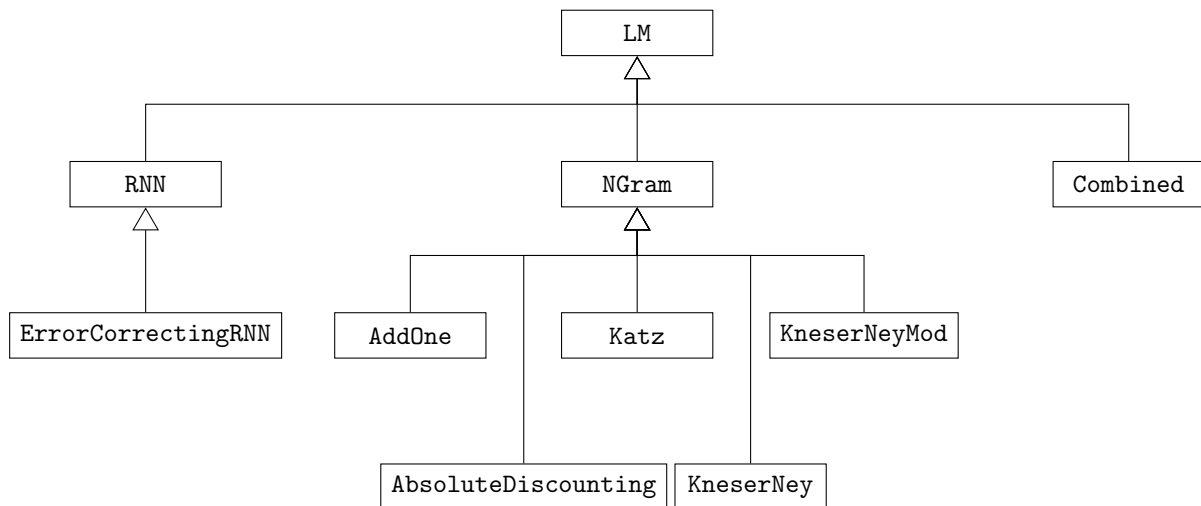 LM
RNN
NGram
Combined
ErrorCorrectingRNN
AddOne
Katz
KneserNeyMod
AbsoluteDiscounting
KneserNey